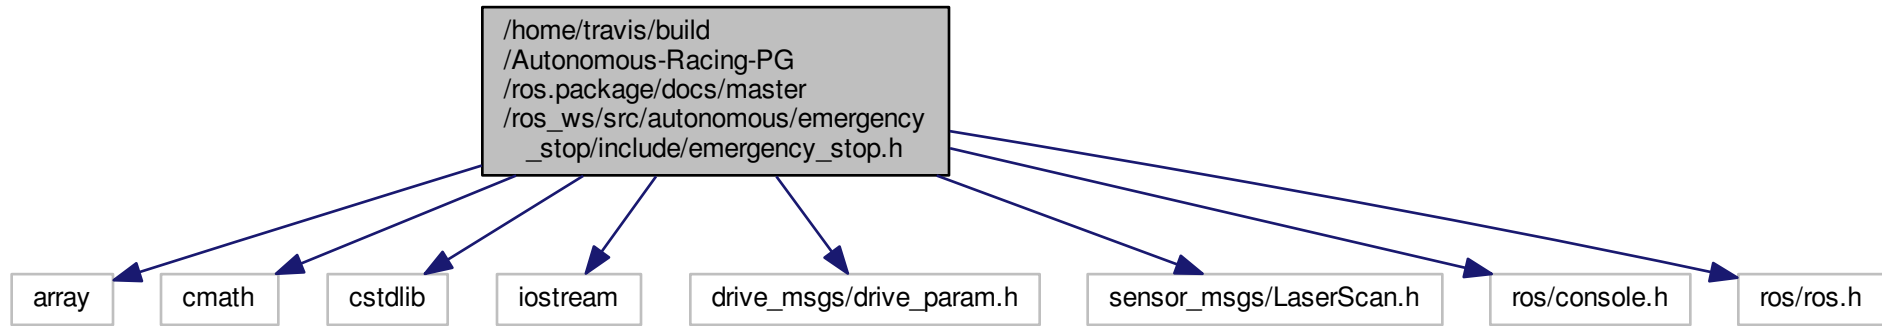 /home/travis/build
/Autonomous-Racing-PG
/ros.package/docs/master
/ros_ws/src/autonomous/emergency
_stop/include/emergency_stop.h
array
cmath
cstdlib
iostream
drive_msgs/drive_param.h
sensor_msgs/LaserScan.h
ros/console.h
ros/ros.h